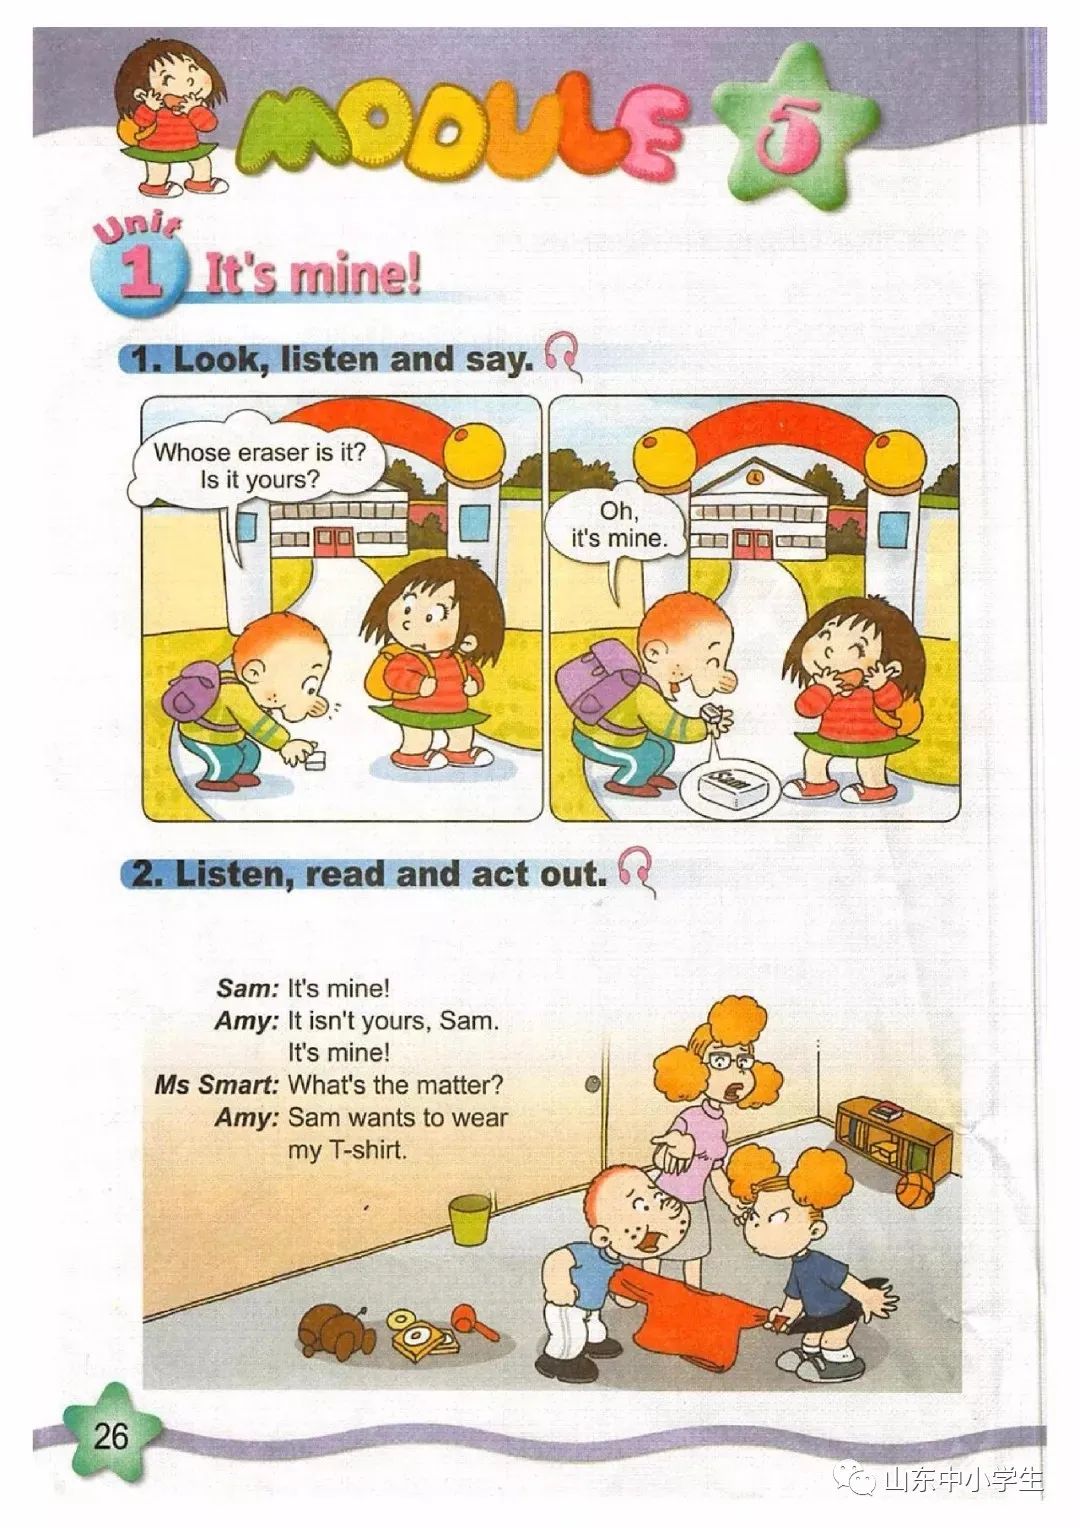 MODULE 5
Unit
1 It's mine!
1. Look, listen and say.
Whose eraser is it?
Is it yours?
Oh,
it's mine.
Sam
2. Listen, read and act out.
Sam: It's mine!
Amy: It isn't yours, Sam.
It's mine!
Ms Smart: What's the matter?
Amy: Sam wants to wear
my T-shirt.
26
山东中小学生